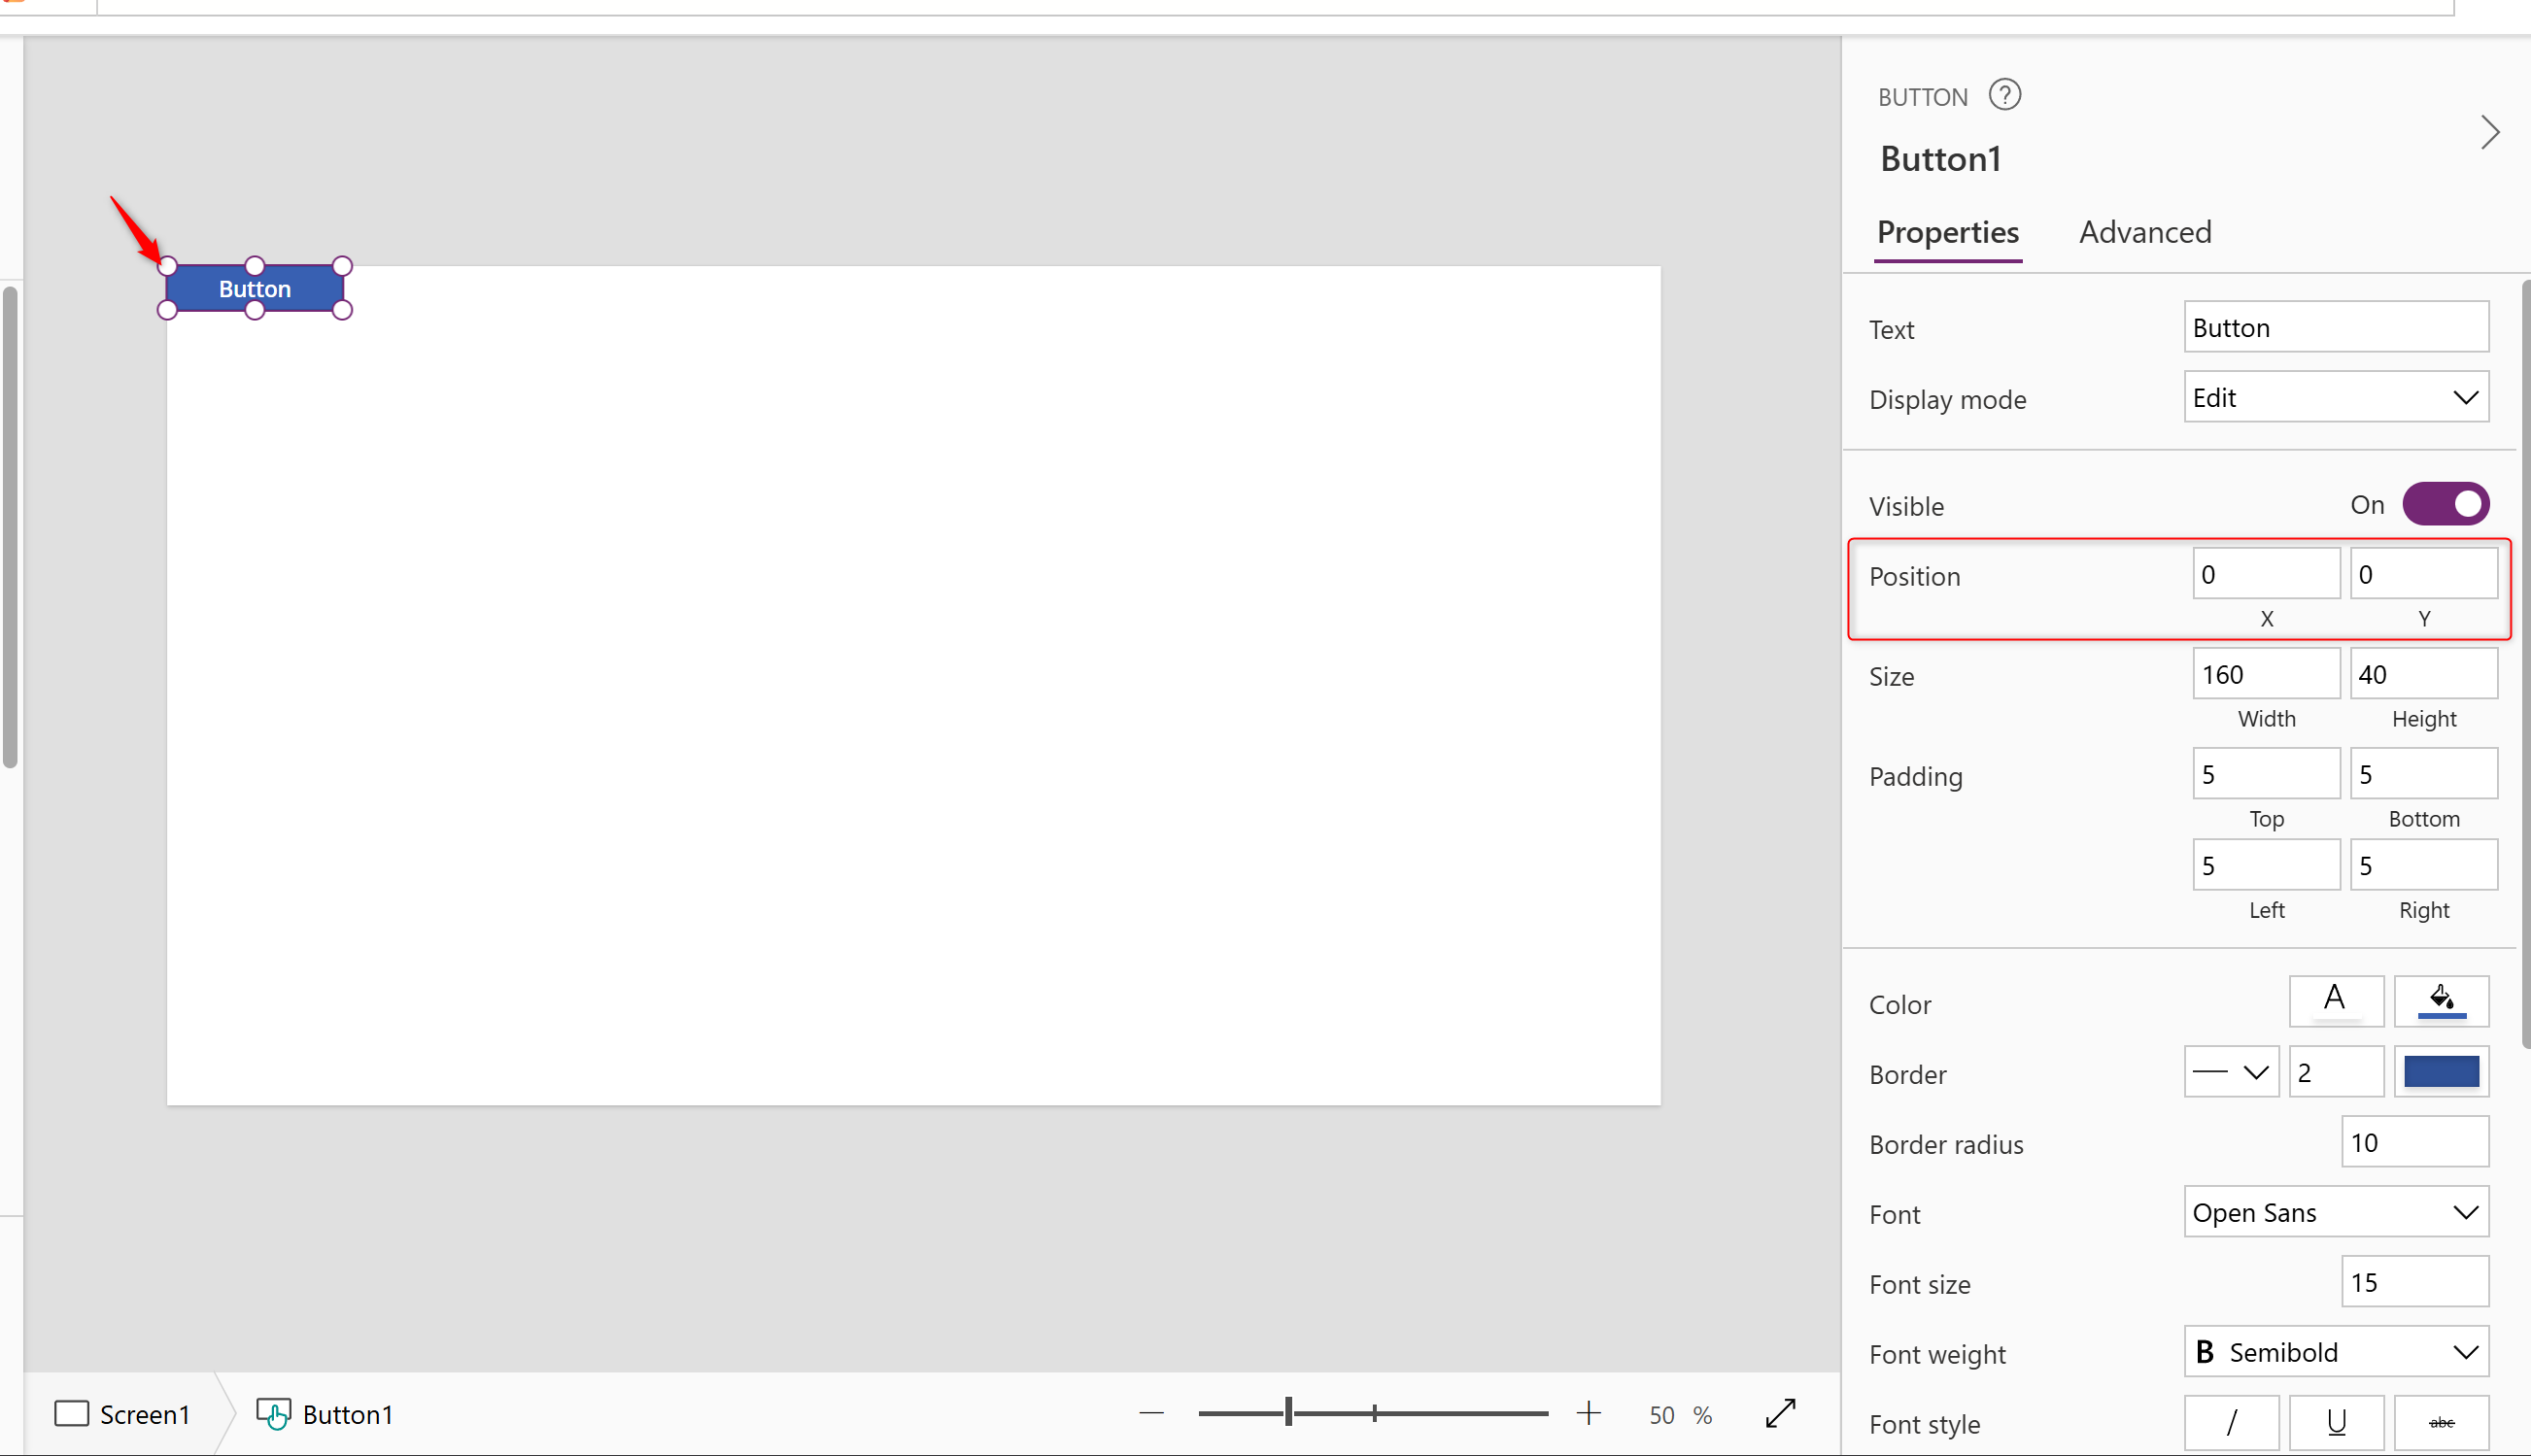 BUTTON ?
Button1
Properties Advanced
Button
Text Button
Display mode Edit
Visible On
Position 0 0
X Y
Size 160 40
Width Height
Padding 5 5
Top Bottom
5 5
Left Right
Color A
Border 2
Border radius 10
Font Open Sans
Font size 15
Font weight B Semibold
Font style / U abc
Screen1 Button1 50 %